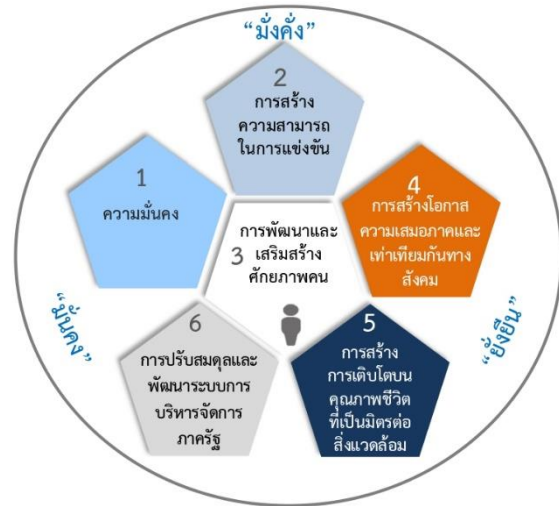 “มั่งคั่ง”
2
การสร้าง
ความสามารถ
ในการแข่งขัน
1
ความมั่นคง
4
การสร้างโอกาส
ความเสมอภาคและ
เท่าเทียมกันทาง
สังคม
การพัฒนาและ
3 เสริมสร้าง
ศักยภาพคน
“มั่นคง”
“ยั่งยืน”
6
การปรับสมดุลและ
พัฒนาระบบการ
บริหารจัดการ
ภาครัฐ
5
การสร้าง
การเติบโตบน
คุณภาพชีวิต
ที่เป็นมิตรต่อ
สิ่งแวดล้อม